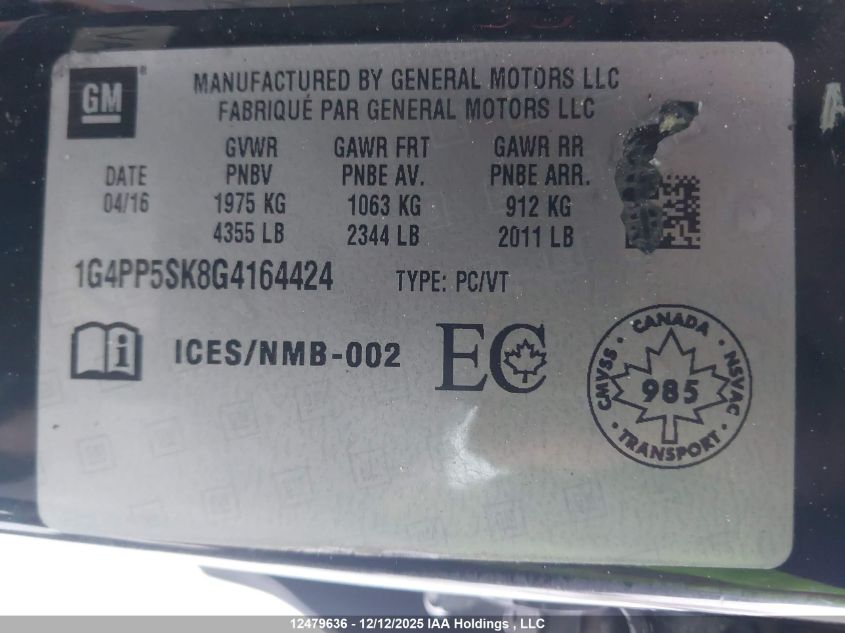 GM
MANUFACTURED BY GENERAL MOTORS LLC
FABRIQUÉ PAR GENERAL MOTORS LLC
GVWR GAWR FRT GAWR RR
DATE PNBV PNBE AV. PNBE ARR.
04/16 1975 KG 1063 KG 912 KG
4355 LB 2344 LB 2011 LB
1G4PP5SK8G4164424 TYPE: PC/VT
i ICES/NMB-002 EC
CANADA
CMVSS 985 NSVAC
TRANSPORT
12479636 - 12/12/2025 IAA Holdings , LLC